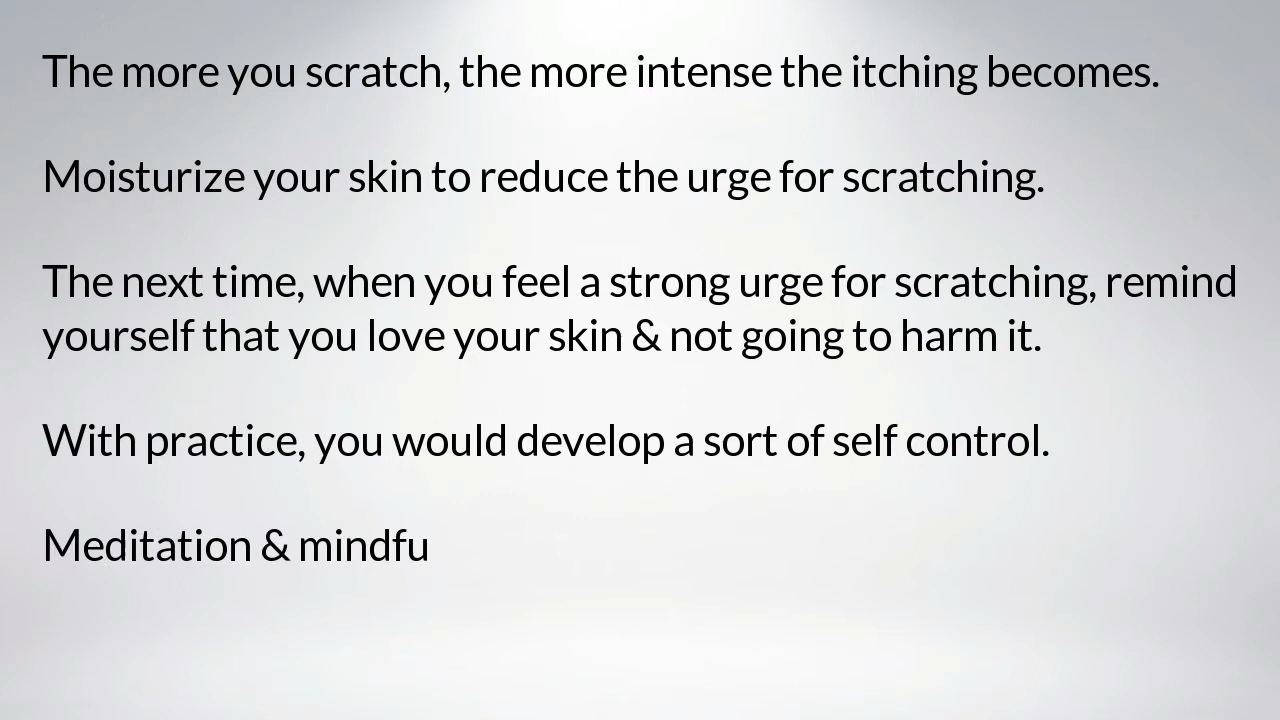 The more you scratch, the more intense the itching becomes.
Moisturize your skin to reduce the urge for scratching.
The next time, when you feel a strong urge for scratching, remind
yourself that you love your skin & not going to harm it.
With practice, you would develop a sort of self control.
Meditation & mindfu